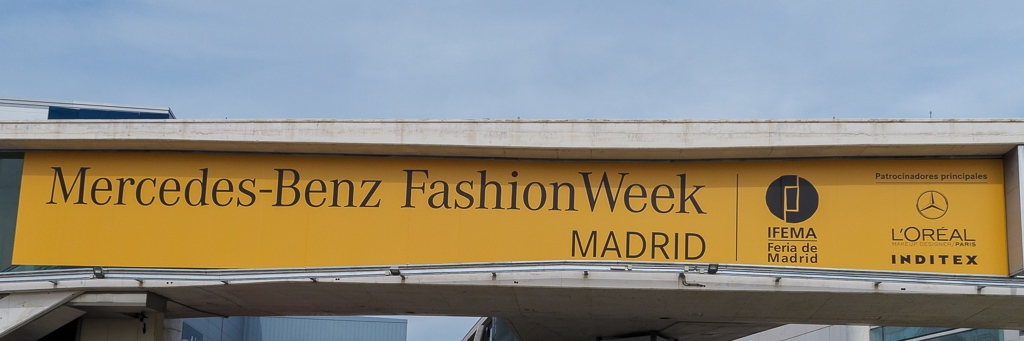 Mercedes-Benz FashionWeek
MADRID
IFEMA
Feria de
Madrid
Patrocinadores principales
L'ORÉAL
MAKEUP DESIGNER/PARIS
INDITEX